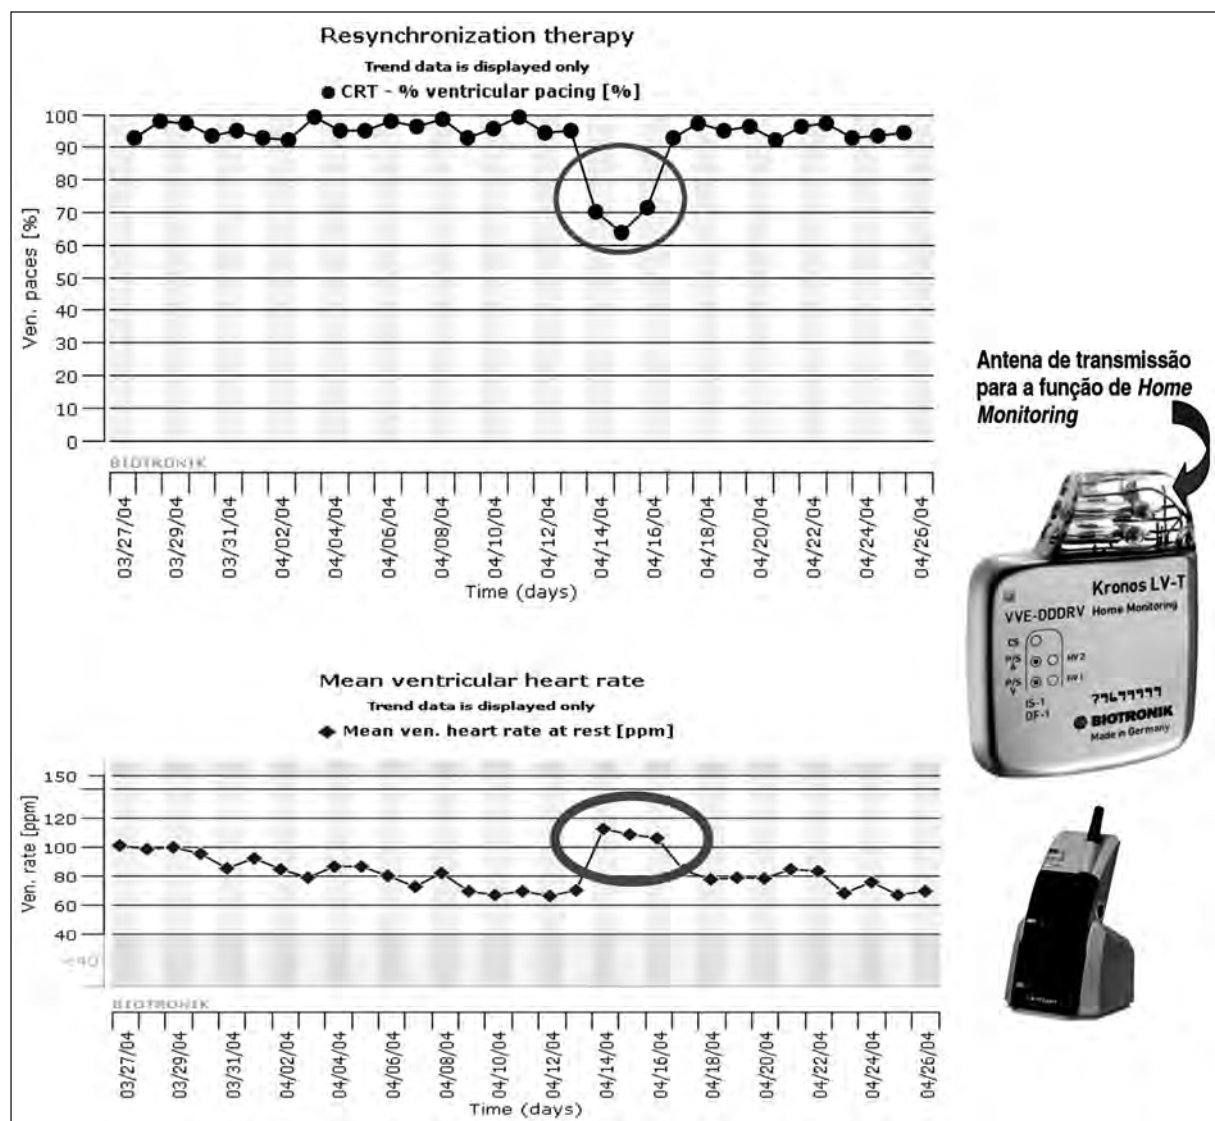 Resynchronization therapy
Trend data is displayed only
CRT - % ventricular pacing [%]
Ven. paces [%]
100
90
80
70
60
50
40
30
20
10
0
BIOTRONIK
03/27/04
03/29/04
03/31/04
04/02/04
04/04/04
04/06/04
04/08/04
04/10/04
04/12/04
04/14/04
04/16/04
04/18/04
04/20/04
04/22/04
04/24/04
04/26/04
Time (days)
Mean ventricular heart rate
Trend data is displayed only
Mean ven. heart rate at rest [ppm]
Ven. rate [ppm]
150
120
100
80
60
40
<40
BIOTRONIK
03/27/04
03/29/04
03/31/04
04/02/04
04/04/04
04/06/04
04/08/04
04/10/04
04/12/04
04/14/04
04/16/04
04/18/04
04/20/04
04/22/04
04/24/04
04/26/04
Time (days)
Antena de transmissão
para a função de Home
Monitoring
Kronos LV-T
VVE-DDDRV Home Monitoring
CS
P/S A HV2
P/S V HV1
IS-1
DF-1
79699999
BIOTRONIK
Made in Germany